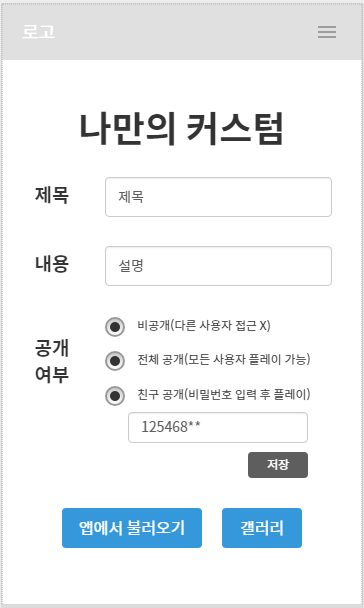 로고
나만의 커스텀
제목 제목
내용 설명
공개
여부
비공개(다른 사용자 접근 X)
전체 공개(모든 사용자 플레이 가능)
친구 공개(비밀번호 입력 후 플레이)
125468**
저장
앱에서 불러오기 갤러리